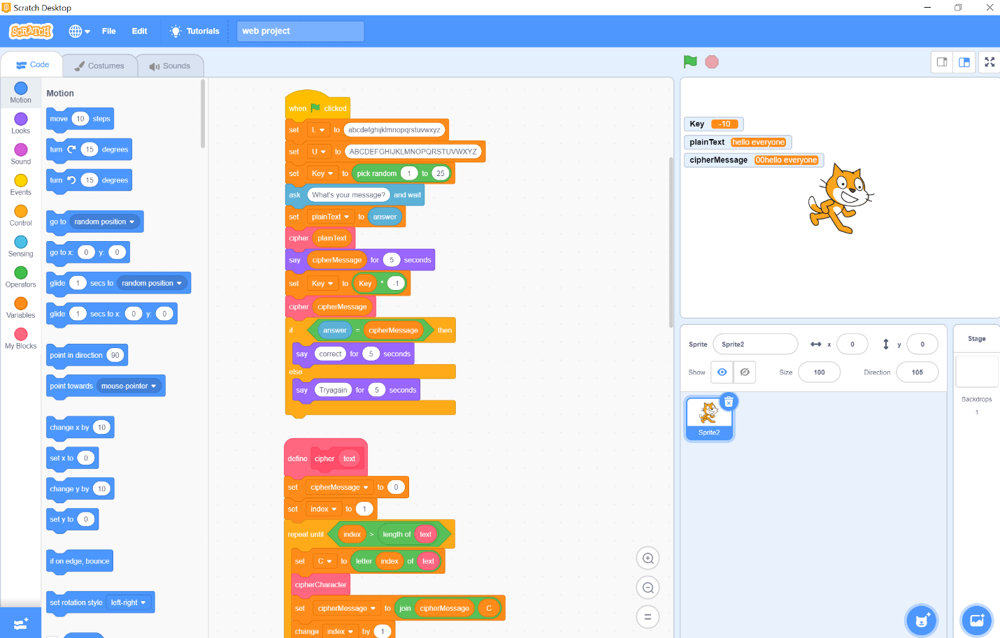 Scratch Desktop
SCRATCH
File
Edit
Tutorials
web project
Code
Costumes
Sounds
Motion
Looks
Sound
Events
Control
Sensing
Operators
Variables
My Blocks
Motion
move 10 steps
turn 15 degrees
turn 15 degrees
go to random position
go to x: 0 y: 0
glide 1 secs to random position
glide 1 secs to x: 0 y: 0
point in direction 90
point towards mouse-pointer
change x by 10
set x to 0
change y by 10
set y to 0
if on edge, bounce
set rotation style left-right
when clicked
set L to abcdefghijklmnopqrstuvwxyz
set U to ABCDEFGHIJKLMNOPQRSTUVWXYZ
set Key to pick random 1 to 25
ask What's your message? and wait
set plainText to answer
cipher plainText
say cipherMessage for 5 seconds
set Key to Key * -1
cipher cipherMessage
if answer = cipherMessage then
say correct for 5 seconds
else
say Tryagain for 5 seconds
define cipher text
set cipherMessage to 0
set index to 1
repeat until index > length of text
set C to letter index of text
cipherCharacter
set cipherMessage to join cipherMessage C
change index by 1
Key -10
plainText hello everyone
cipherMessage 00hello everyone
Sprite Sprite2 x 0 y 0
Show Size 100 Direction 105
Sprite2
Stage
Backdrops
1